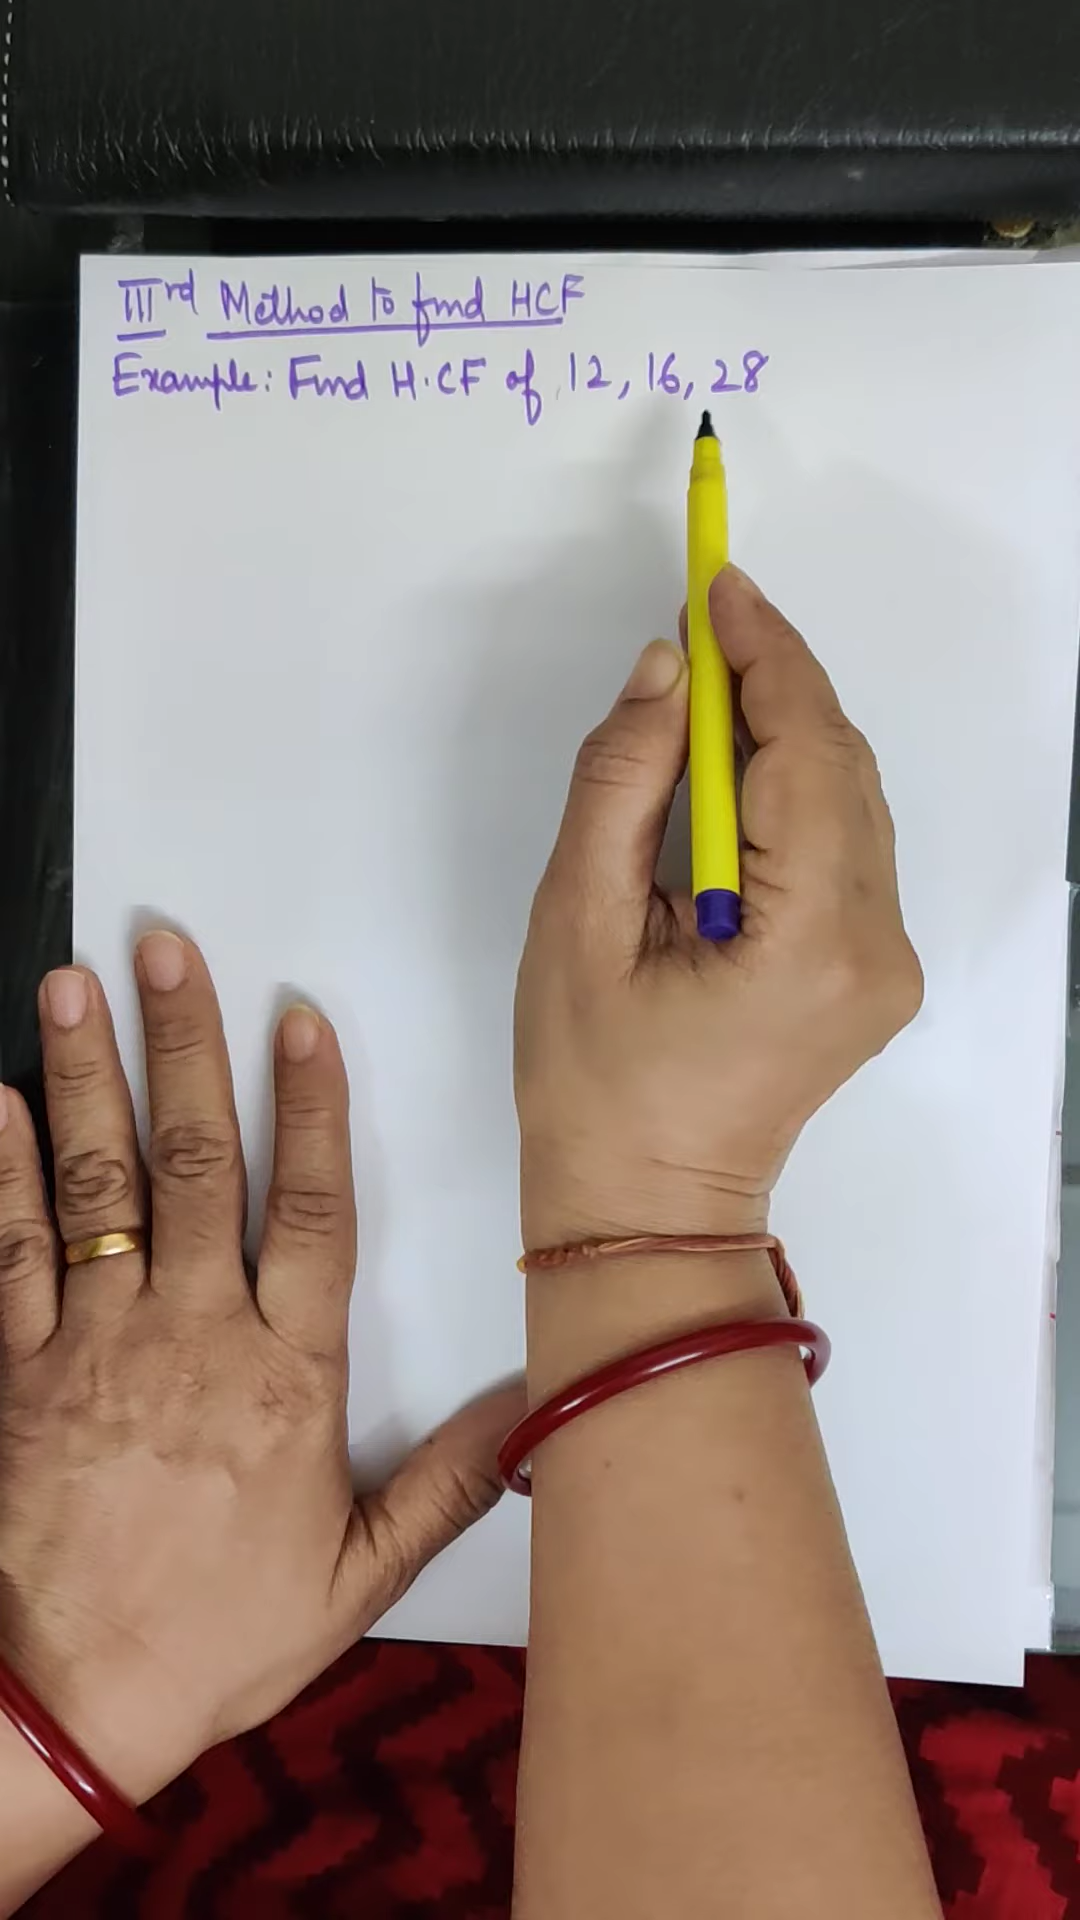 IIIrd Method to find HCF
Example: Find H.CF of 12, 16, 28